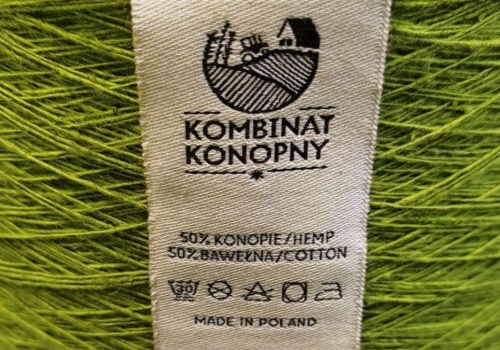 KOMBINAT
KONOPNY
50% KONOPIE/HEMP
50% BAWEŁNA/COTTON
30
MADE IN POLAND